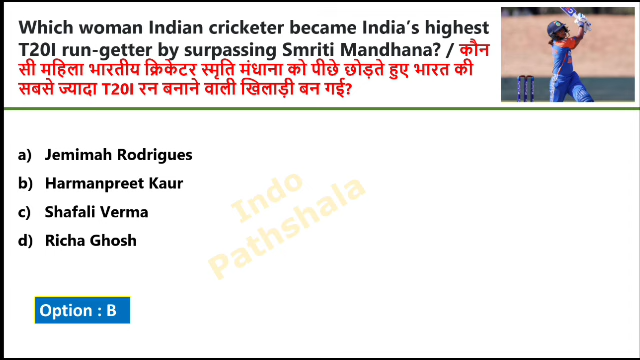 Which woman Indian cricketer became India's highest
T20I run-getter by surpassing Smriti Mandhana? / कौन
सी महिला भारतीय क्रिकेटर स्मृति मंधाना को पीछे छोड़ते हुए भारत की
सबसे ज्यादा T20I रन बनाने वाली खिलाड़ी बन गई?
a) Jemimah Rodrigues
b) Harmanpreet Kaur
c) Shafali Verma
d) Richa Ghosh
Indo
Pathshala
Option : B